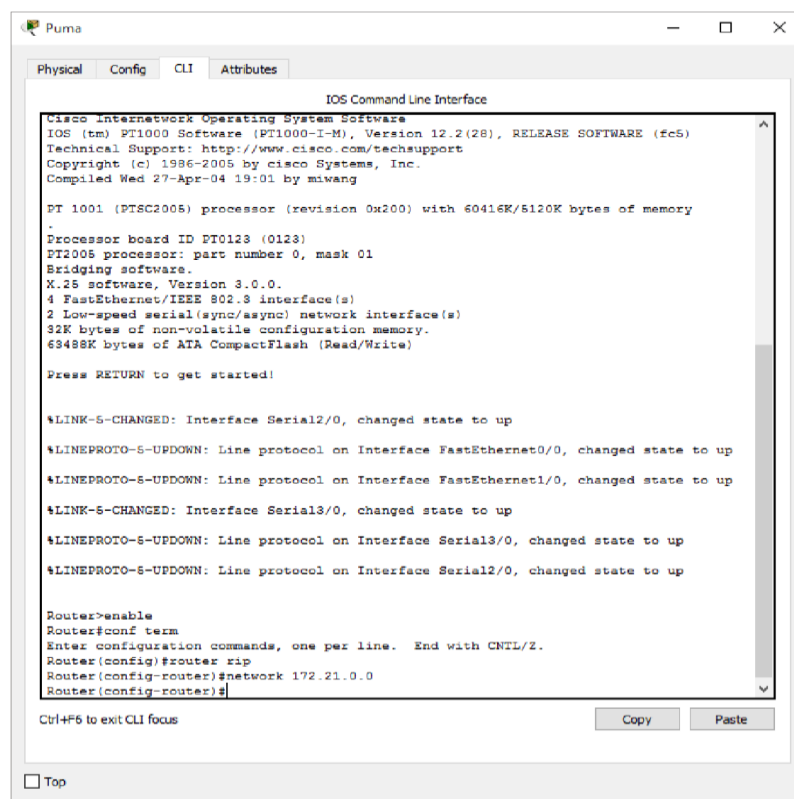 Puma
Physical Config CLI Attributes
IOS Command Line Interface
Cisco Internetwork Operating System Software
IOS (tm) PT1000 Software (PT1000-I-M), Version 12.2(28), RELEASE SOFTWARE (fc5)
Technical Support: http://www.cisco.com/techsupport
Copyright (c) 1986-2005 by cisco Systems, Inc.
Compiled Wed 27-Apr-04 19:01 by miwang
PT 1001 (PTSC2005) processor (revision 0x200) with 60416K/5120K bytes of memory
.
Processor board ID PT0123 (0123)
PT2005 processor: part number 0, mask 01
Bridging software.
X.25 software, Version 3.0.0.
4 FastEthernet/IEEE 802.3 interface(s)
2 Low-speed serial(sync/async) network interface(s)
32K bytes of non-volatile configuration memory.
63488K bytes of ATA CompactFlash (Read/Write)
Press RETURN to get started!
%LINK-5-CHANGED: Interface Serial2/0, changed state to up
%LINEPROTO-5-UPDOWN: Line protocol on Interface FastEthernet0/0, changed state to up
%LINEPROTO-5-UPDOWN: Line protocol on Interface FastEthernet1/0, changed state to up
%LINK-5-CHANGED: Interface Serial3/0, changed state to up
%LINEPROTO-5-UPDOWN: Line protocol on Interface Serial3/0, changed state to up
%LINEPROTO-5-UPDOWN: Line protocol on Interface Serial2/0, changed state to up
Router>enable
Router#conf term
Enter configuration commands, one per line. End with CNTL/Z.
Router(config)#router rip
Router(config-router)#network 172.21.0.0
Router(config-router)#
Ctrl+F6 to exit CLI focus
Copy Paste
Top